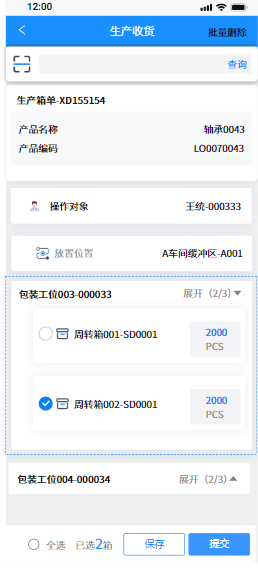 12:00
生产收货 批量删除
查询
生产箱单-XD155154
产品名称 轴承0043
产品编码 LO0070043
操作对象 王统-000333
放置位置 A车间缓冲区-A001
包装工位003-000033 展开（2/3）
周转箱001-SD0001 2000
PCS
周转箱002-SD0001 2000
PCS
包装工位004-000034 展开（2/3）
全选 已选2箱 保存 提交